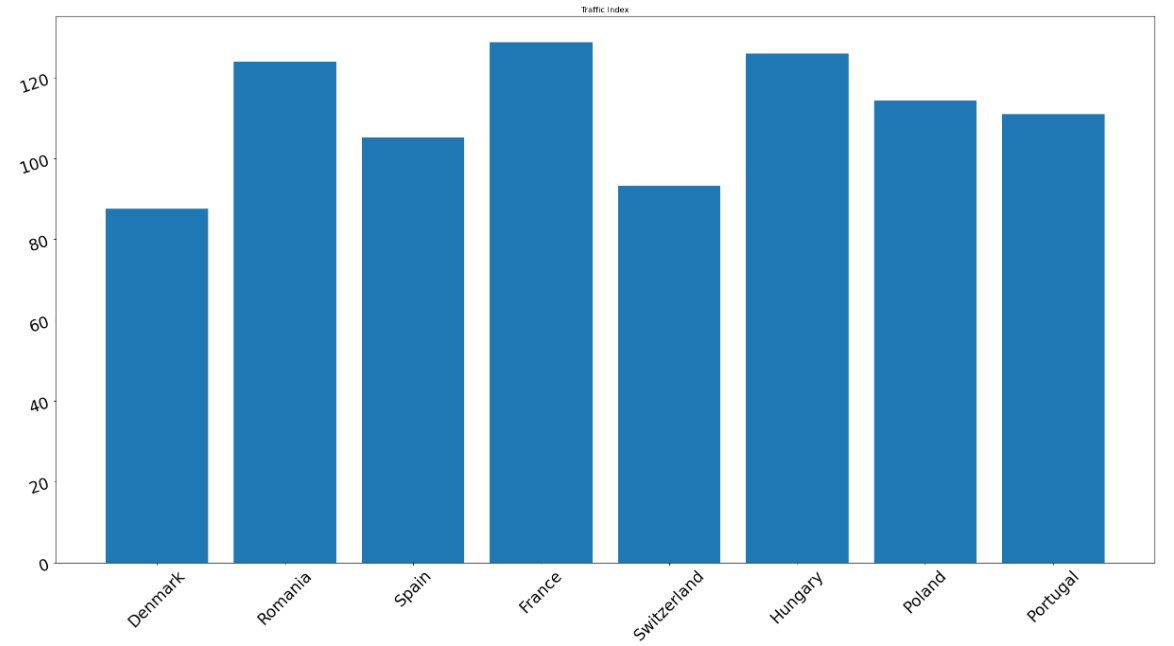 Traffic Index
120
100
80
60
40
20
0
Denmark
Romania
Spain
France
Switzerland
Hungary
Poland
Portugal